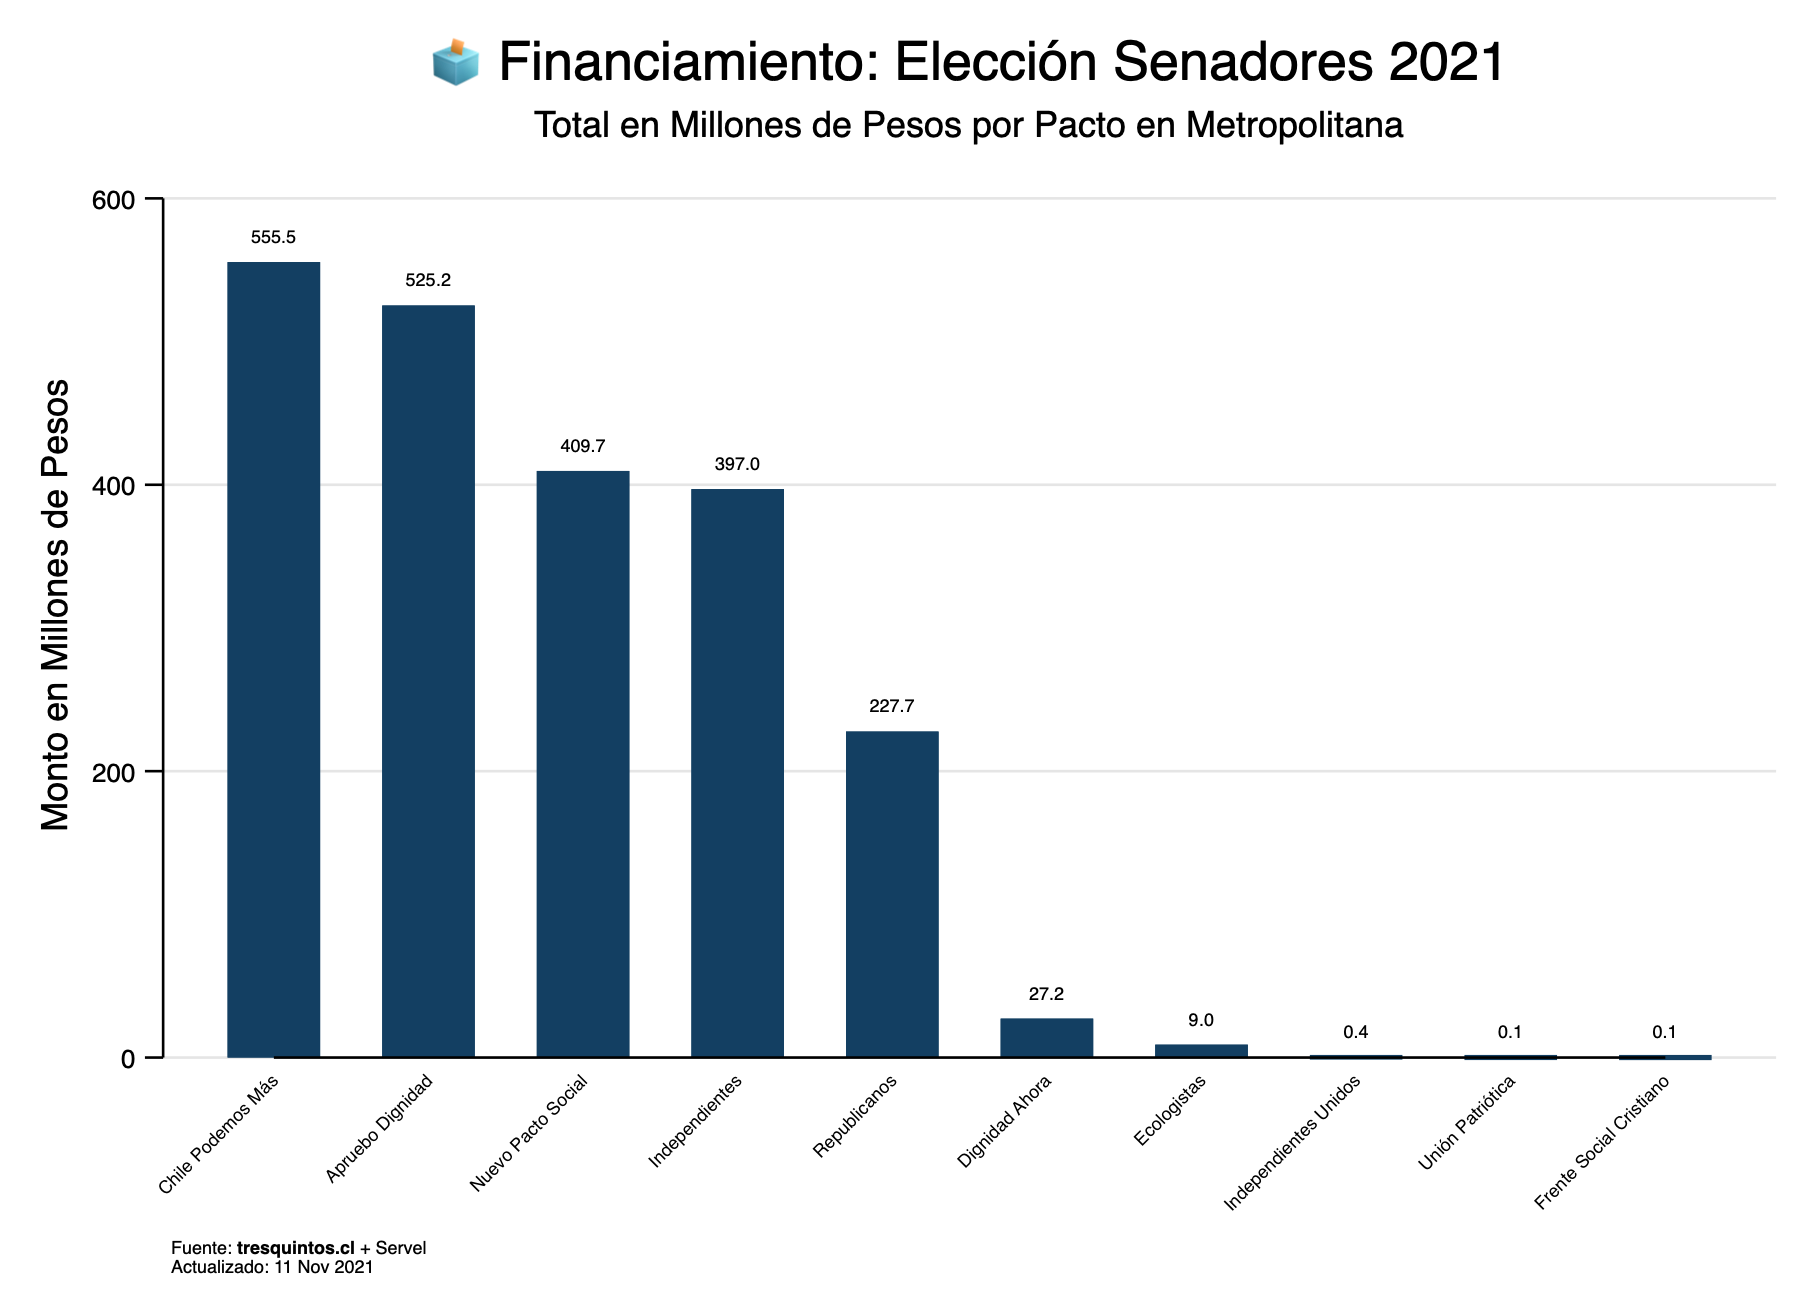 Financiamiento: Elección Senadores 2021
Total en Millones de Pesos por Pacto en Metropolitana
Monto en Millones de Pesos
600
400
200
0
555.5
525.2
409.7
397.0
227.7
27.2
9.0
0.4
0.1
0.1
Chile Podemos Más
Apruebo Dignidad
Nuevo Pacto Social
Independientes
Republicanos
Dignidad Ahora
Ecologistas
Independientes Unidos
Unión Patriótica
Frente Social Cristiano
Fuente: tresquintos.cl + Servel
Actualizado: 11 Nov 2021